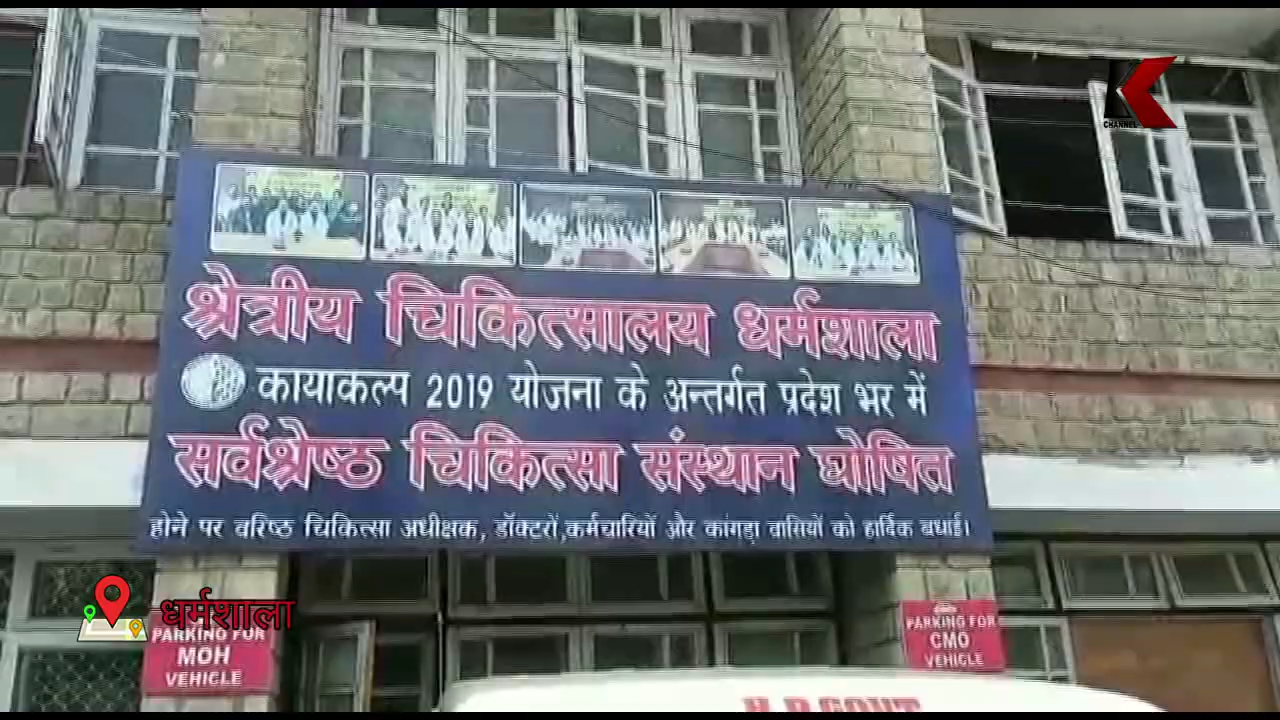 K
CHANNEL
श्रेत्रीय चिकित्सालय धर्मशाला
कायाकल्प 2019 योजना के अन्तर्गत प्रदेश भर में
सर्वश्रेष्ठ चिकित्सा संस्थान घोषित
होने पर वरिष्ठ चिकित्सा अधीक्षक, डॉक्टरों,कर्मचारियों और कांगड़ा वासियों को हार्दिक बधाई।
धर्मशाला
PARKING FOR
MOH
VEHICLE
PARKING FOR
CMO
VEHICLE
H.P.GOVT